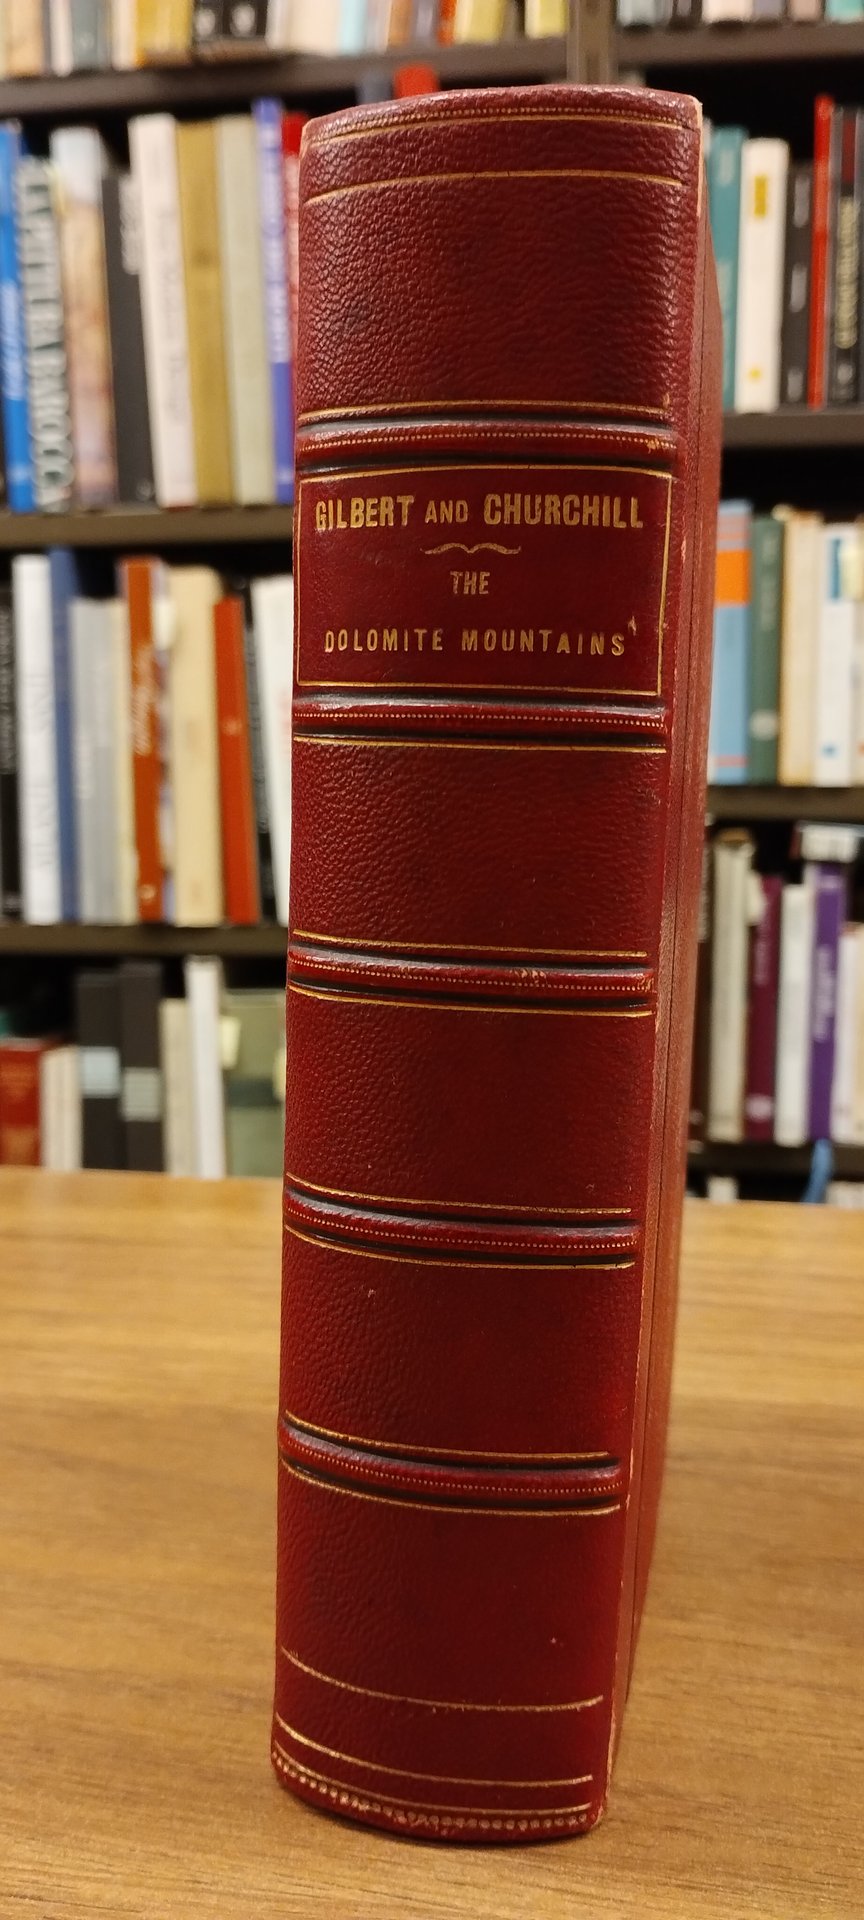 GILBERT AND CHURCHILL
THE
DOLOMITE MOUNTAINS